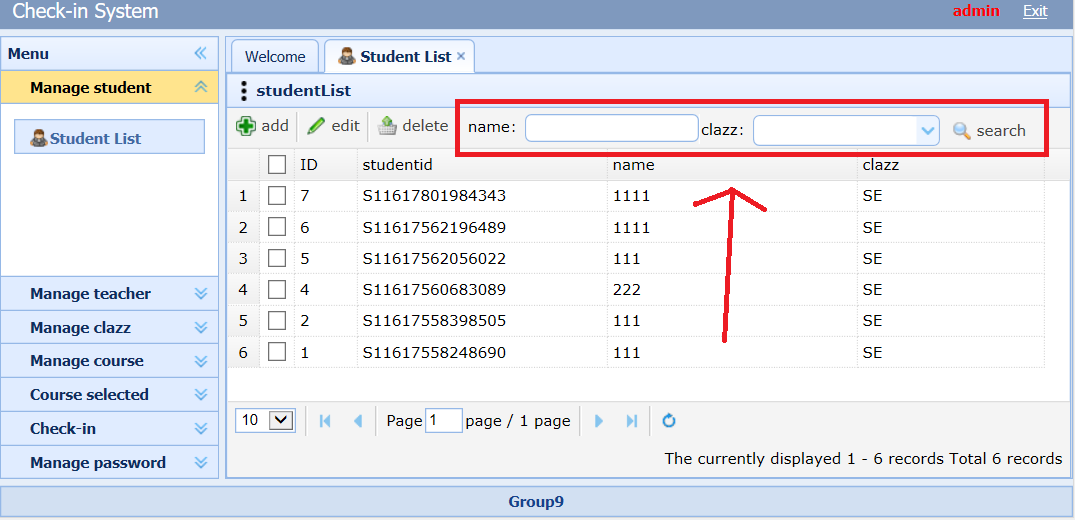 Check-in System admin Exit
Menu Welcome Student List
Manage student
studentList
add edit delete name: clazz: search
Student List
ID studentid name clazz
1 7 S11617801984343 1111 SE
2 6 S11617562196489 1111 SE
3 5 S11617562056022 111 SE
4 4 S11617560683089 222 SE
5 2 S11617558398505 111 SE
6 1 S11617558248690 111 SE
Manage teacher
Manage clazz
Manage course
Course selected
Check-in
Manage password
10 Page 1 page / 1 page
The currently displayed 1 - 6 records Total 6 records
Group9